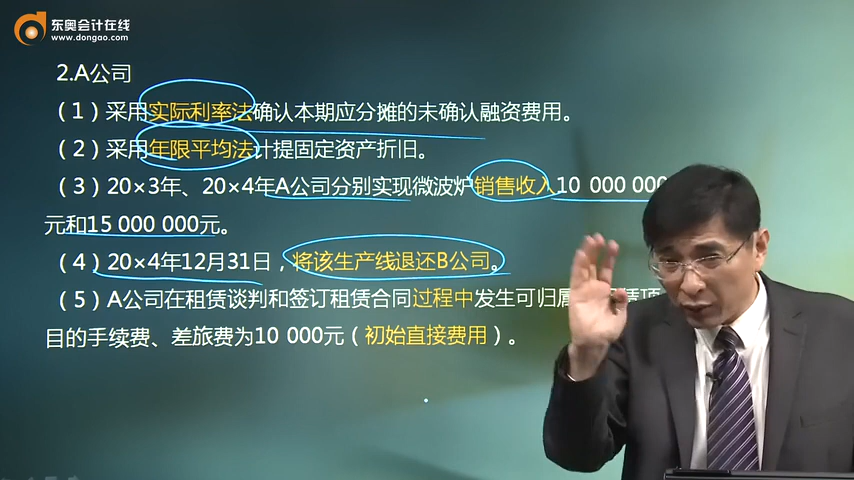 东奥会计在线
www.dongao.com
2.A公司
（1）采用实际利率法确认本期应分摊的未确认融资费用。
（2）采用年限平均法计提固定资产折旧。
（3）20×3年、20×4年A公司分别实现微波炉销售收入10 000 000
元和15 000 000元。
（4）20×4年12月31日，将该生产线退还B公司。
（5）A公司在租赁谈判和签订租赁合同过程中发生可归属 赁项
目的手续费、差旅费为10 000元（初始直接费用）。